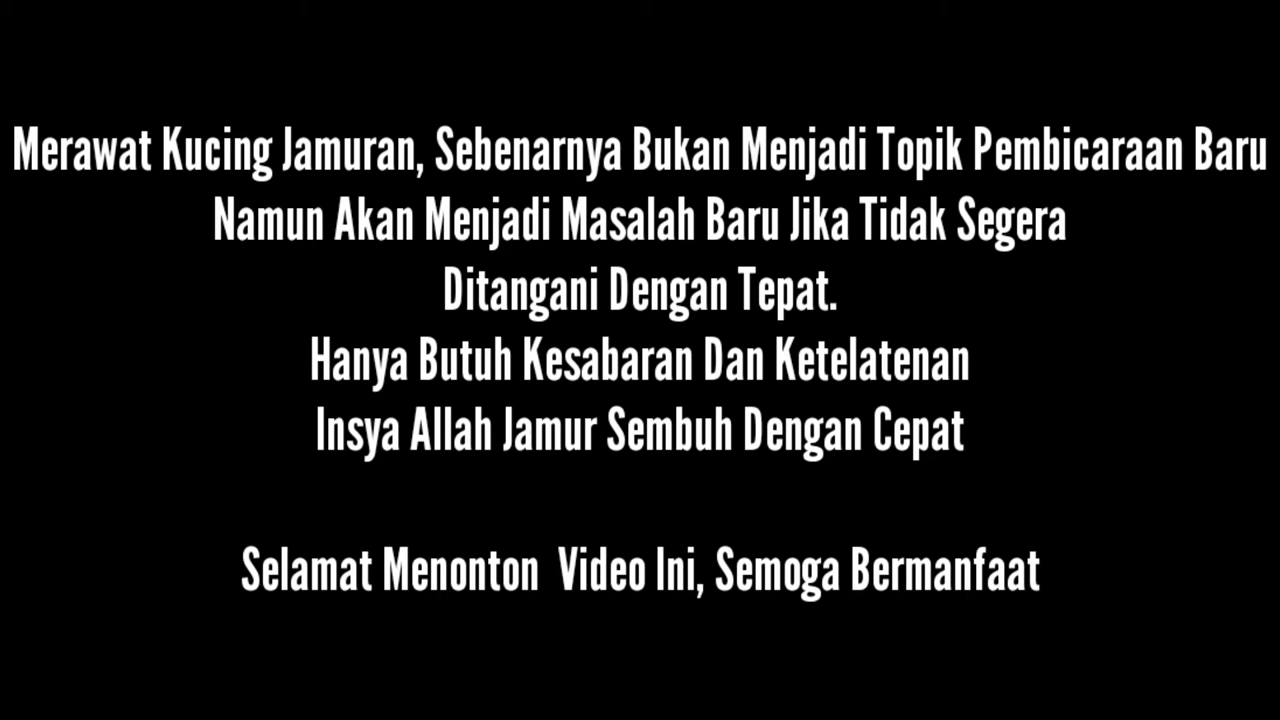 Merawat Kucing Jamuran, Sebenarnya Bukan Menjadi Topik Pembicaraan Baru
Namun Akan Menjadi Masalah Baru Jika Tidak Segera
Ditangani Dengan Tepat.
Hanya Butuh Kesabaran Dan Ketelatenan
Insya Allah Jamur Sembuh Dengan Cepat
Selamat Menonton Video Ini, Semoga Bermanfaat